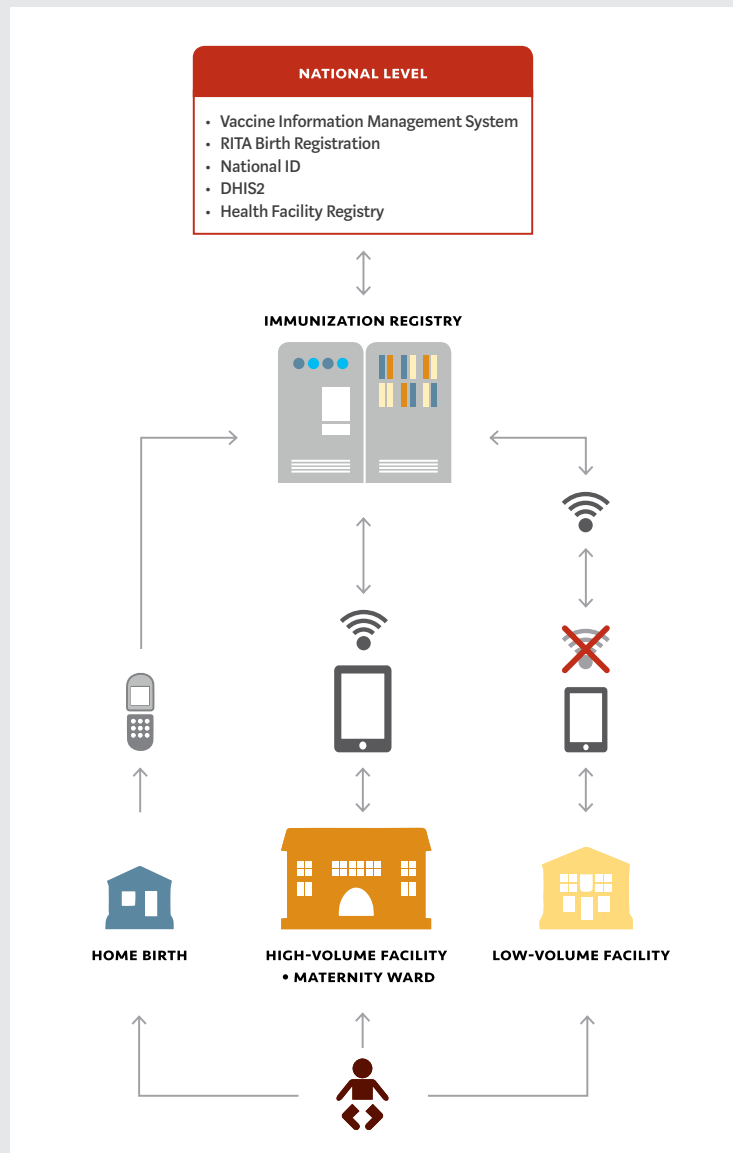 NATIONAL LEVEL
• Vaccine Information Management System
• RITA Birth Registration
• National ID
• DHIS2
• Health Facility Registry
IMMUNIZATION REGISTRY
HOME BIRTH
HIGH-VOLUME FACILITY
• MATERNITY WARD
LOW-VOLUME FACILITY